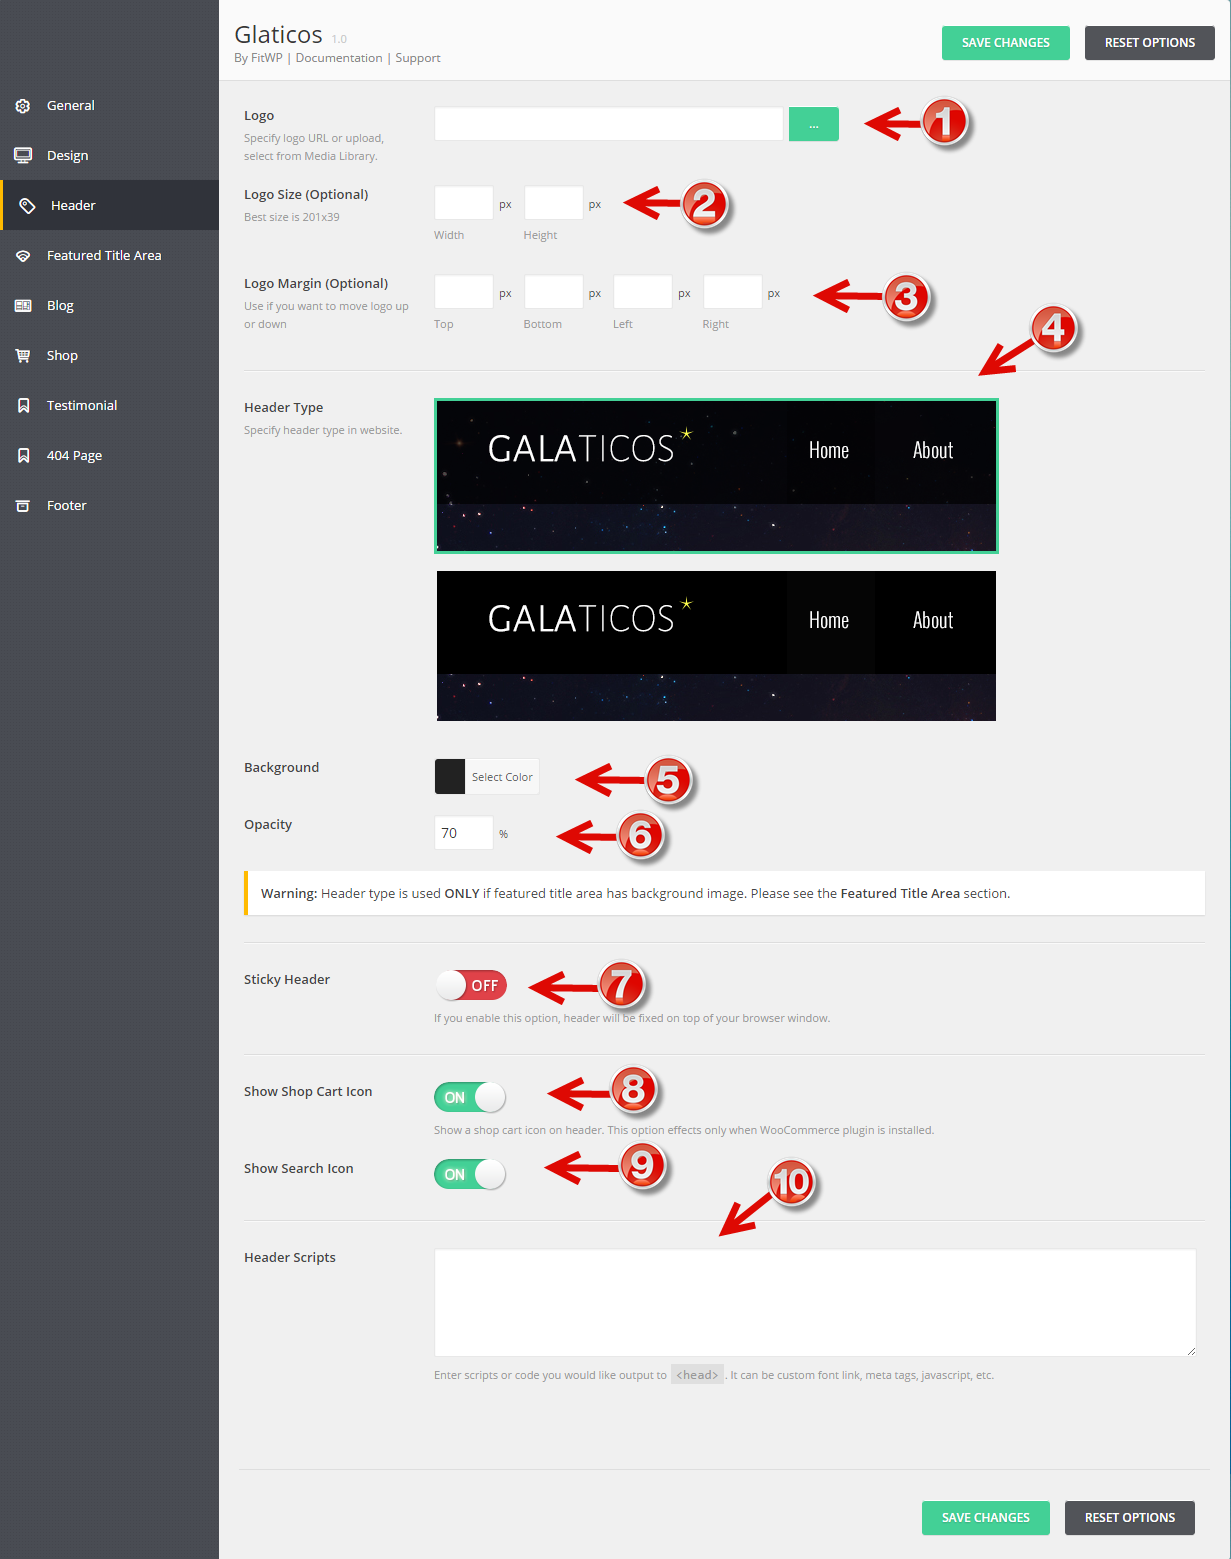 Glaticos 1.0
By FitWP | Documentation | Support
SAVE CHANGES
RESET OPTIONS
General
Design
Header
Featured Title Area
Blog
Shop
Testimonial
404 Page
Footer
Logo
Specify logo URL or upload,
select from Media Library.
...
1
Logo Size (Optional)
Best size is 201x39
px
px
Width
Height
2
Logo Margin (Optional)
Use if you want to move logo up
or down
px
px
px
px
Top
Bottom
Left
Right
3
4
Header Type
Specify header type in website.
GALATICOS
Home
About
GALATICOS
Home
About
Background
Select Color
5
Opacity
70
%
6
Warning: Header type is used ONLY if featured title area has background image. Please see the Featured Title Area section.
Sticky Header
OFF
7
If you enable this option, header will be fixed on top of your browser window.
Show Shop Cart Icon
ON
8
Show a shop cart icon on header. This option effects only when WooCommerce plugin is installed.
Show Search Icon
ON
9
10
Header Scripts
Enter scripts or code you would like output to <head> . It can be custom font link, meta tags, javascript, etc.
SAVE CHANGES
RESET OPTIONS